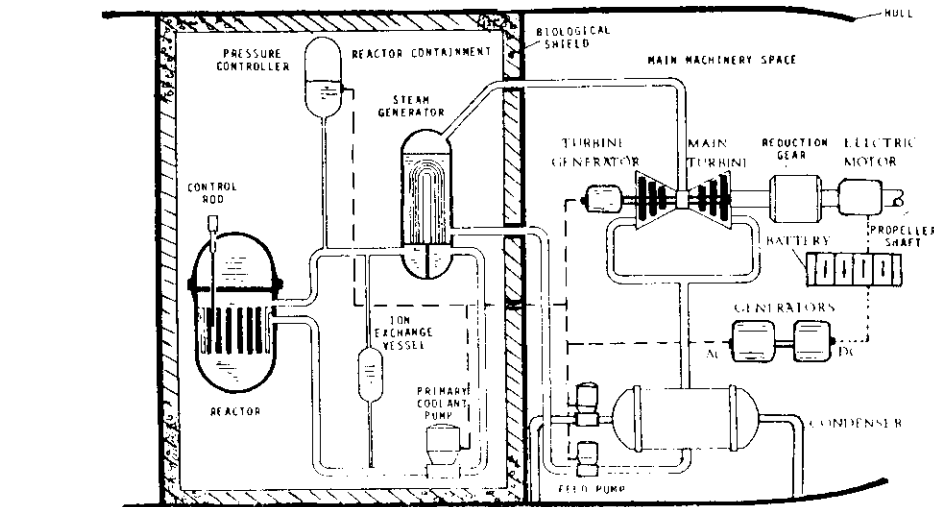 HULL
BIOLOGICAL
SHIELD
PRESSURE
CONTROLLER
REACTOR CONTAINMENT
MAIN MACHINERY SPACE
STEAM
GENERATOR
TURBINE
GENERATOR
MAIN
TURBINE
REDUCTION
GEAR
ELECTRIC
MOTOR
CONTROL
ROD
PROPELLER
SHAFT
BATTERY
GENERATORS
AC
DC
ION
EXCHANGE
VESSEL
REACTOR
PRIMARY
COOLANT
PUMP
CONDENSER
FEED PUMP